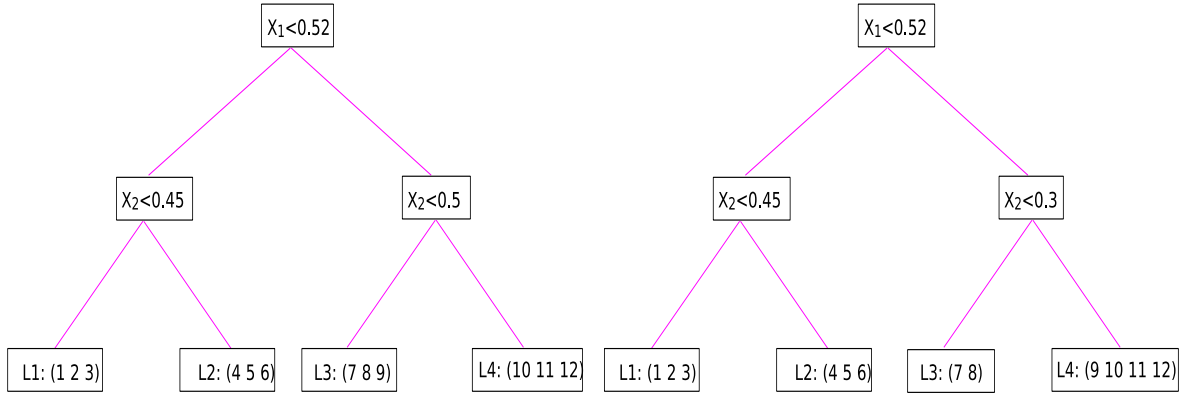 X₁<0.52
X₁<0.52
X₂<0.45
X₂<0.5
X₂<0.45
X₂<0.3
L1: (1 2 3)
L2: (4 5 6)
L3: (7 8 9)
L4: (10 11 12)
L1: (1 2 3)
L2: (4 5 6)
L3: (7 8)
L4: (9 10 11 12)